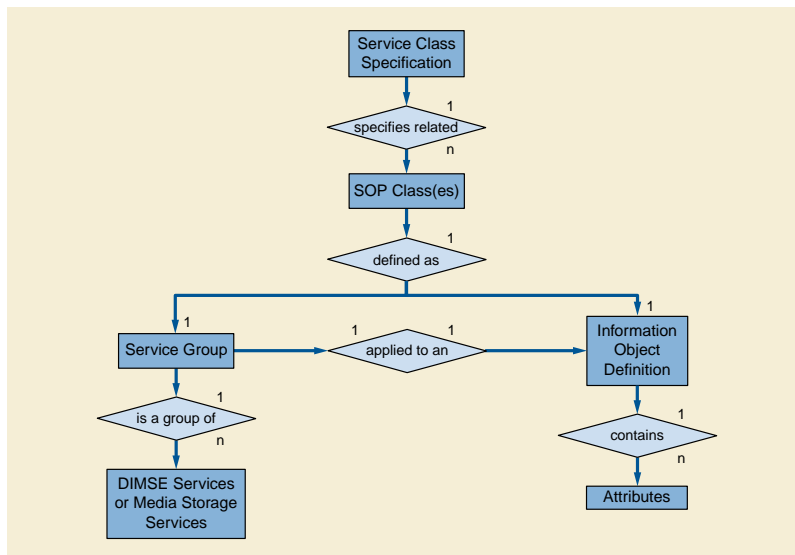 Service Class
Specification
1
specifies related
n
SOP Class(es)
1
defined as
1
1
Service Group
1
1
applied to an
Information
Object
Definition
1
is a group of
n
1
contains
n
DIMSE Services
or Media Storage
Services
Attributes